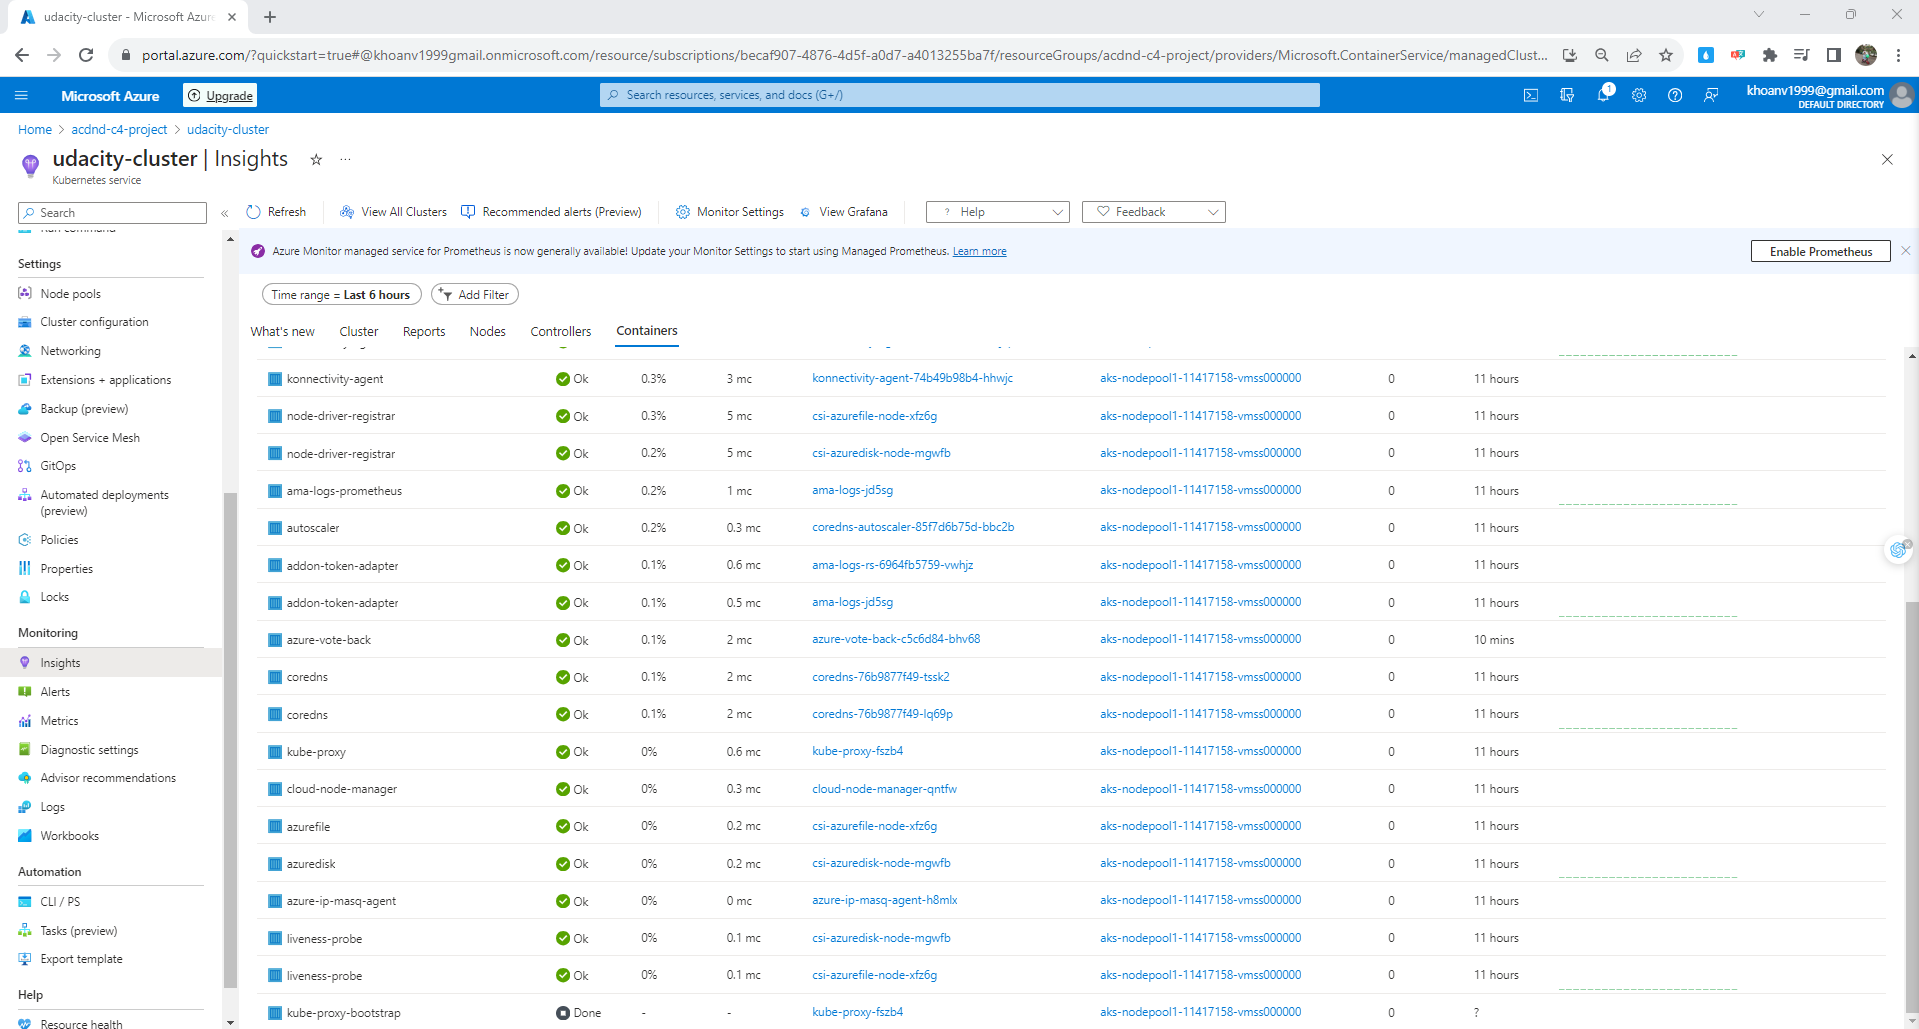 udacity-cluster - Microsoft Azure
portal.azure.com/?quickstart=true#@khoanv1999gmail.onmicrosoft.com/resource/subscriptions/becaf907-4876-4d5f-a0d7-a4013255ba7f/resourceGroups/acdnd-c4-project/providers/Microsoft.ContainerService/managedClust...
Microsoft Azure
Upgrade
Search resources, services, and docs (G+/)
1
khoanv1999@gmail.com
DEFAULT DIRECTORY
Home > acdnd-c4-project > udacity-cluster
udacity-cluster | Insights
Kubernetes service
Search
Refresh
View All Clusters
Recommended alerts (Preview)
Monitor Settings
View Grafana
? Help
Feedback
Azure Monitor managed service for Prometheus is now generally available! Update your Monitor Settings to start using Managed Prometheus. Learn more
Enable Prometheus
Time range = Last 6 hours
Add Filter
What's new
Cluster
Reports
Nodes
Controllers
Containers
Run command
Settings
Node pools
Cluster configuration
Networking
Extensions + applications
Backup (preview)
Open Service Mesh
GitOps
Automated deployments
(preview)
Policies
Properties
Locks
Monitoring
Insights
Alerts
Metrics
Diagnostic settings
Advisor recommendations
Logs
Workbooks
Automation
CLI / PS
Tasks (preview)
Export template
Help
Resource health
konnectivity-agent Ok 0.3% 3 mc konnectivity-agent-74b49b98b4-hhwjc aks-nodepool1-11417158-vmss000000 0 11 hours
node-driver-registrar Ok 0.3% 5 mc csi-azurefile-node-xfz6g aks-nodepool1-11417158-vmss000000 0 11 hours
node-driver-registrar Ok 0.2% 5 mc csi-azuredisk-node-mgwfb aks-nodepool1-11417158-vmss000000 0 11 hours
ama-logs-prometheus Ok 0.2% 1 mc ama-logs-jd5sg aks-nodepool1-11417158-vmss000000 0 11 hours
autoscaler Ok 0.2% 0.3 mc coredns-autoscaler-85f7d6b75d-bbc2b aks-nodepool1-11417158-vmss000000 0 11 hours
addon-token-adapter Ok 0.1% 0.6 mc ama-logs-rs-6964fb5759-vwhjz aks-nodepool1-11417158-vmss000000 0 11 hours
addon-token-adapter Ok 0.1% 0.5 mc ama-logs-jd5sg aks-nodepool1-11417158-vmss000000 0 11 hours
azure-vote-back Ok 0.1% 2 mc azure-vote-back-c5c6d84-bhv68 aks-nodepool1-11417158-vmss000000 0 10 mins
coredns Ok 0.1% 2 mc coredns-76b9877f49-tssk2 aks-nodepool1-11417158-vmss000000 0 11 hours
coredns Ok 0.1% 2 mc coredns-76b9877f49-lq69p aks-nodepool1-11417158-vmss000000 0 11 hours
kube-proxy Ok 0% 0.6 mc kube-proxy-fszb4 aks-nodepool1-11417158-vmss000000 0 11 hours
cloud-node-manager Ok 0% 0.3 mc cloud-node-manager-qntfw aks-nodepool1-11417158-vmss000000 0 11 hours
azurefile Ok 0% 0.2 mc csi-azurefile-node-xfz6g aks-nodepool1-11417158-vmss000000 0 11 hours
azuredisk Ok 0% 0.2 mc csi-azuredisk-node-mgwfb aks-nodepool1-11417158-vmss000000 0 11 hours
azure-ip-masq-agent Ok 0% 0 mc azure-ip-masq-agent-h8mlx aks-nodepool1-11417158-vmss000000 0 11 hours
liveness-probe Ok 0% 0.1 mc csi-azuredisk-node-mgwfb aks-nodepool1-11417158-vmss000000 0 11 hours
liveness-probe Ok 0% 0.1 mc csi-azurefile-node-xfz6g aks-nodepool1-11417158-vmss000000 0 11 hours
kube-proxy-bootstrap Done - - kube-proxy-fszb4 aks-nodepool1-11417158-vmss000000 0 ?